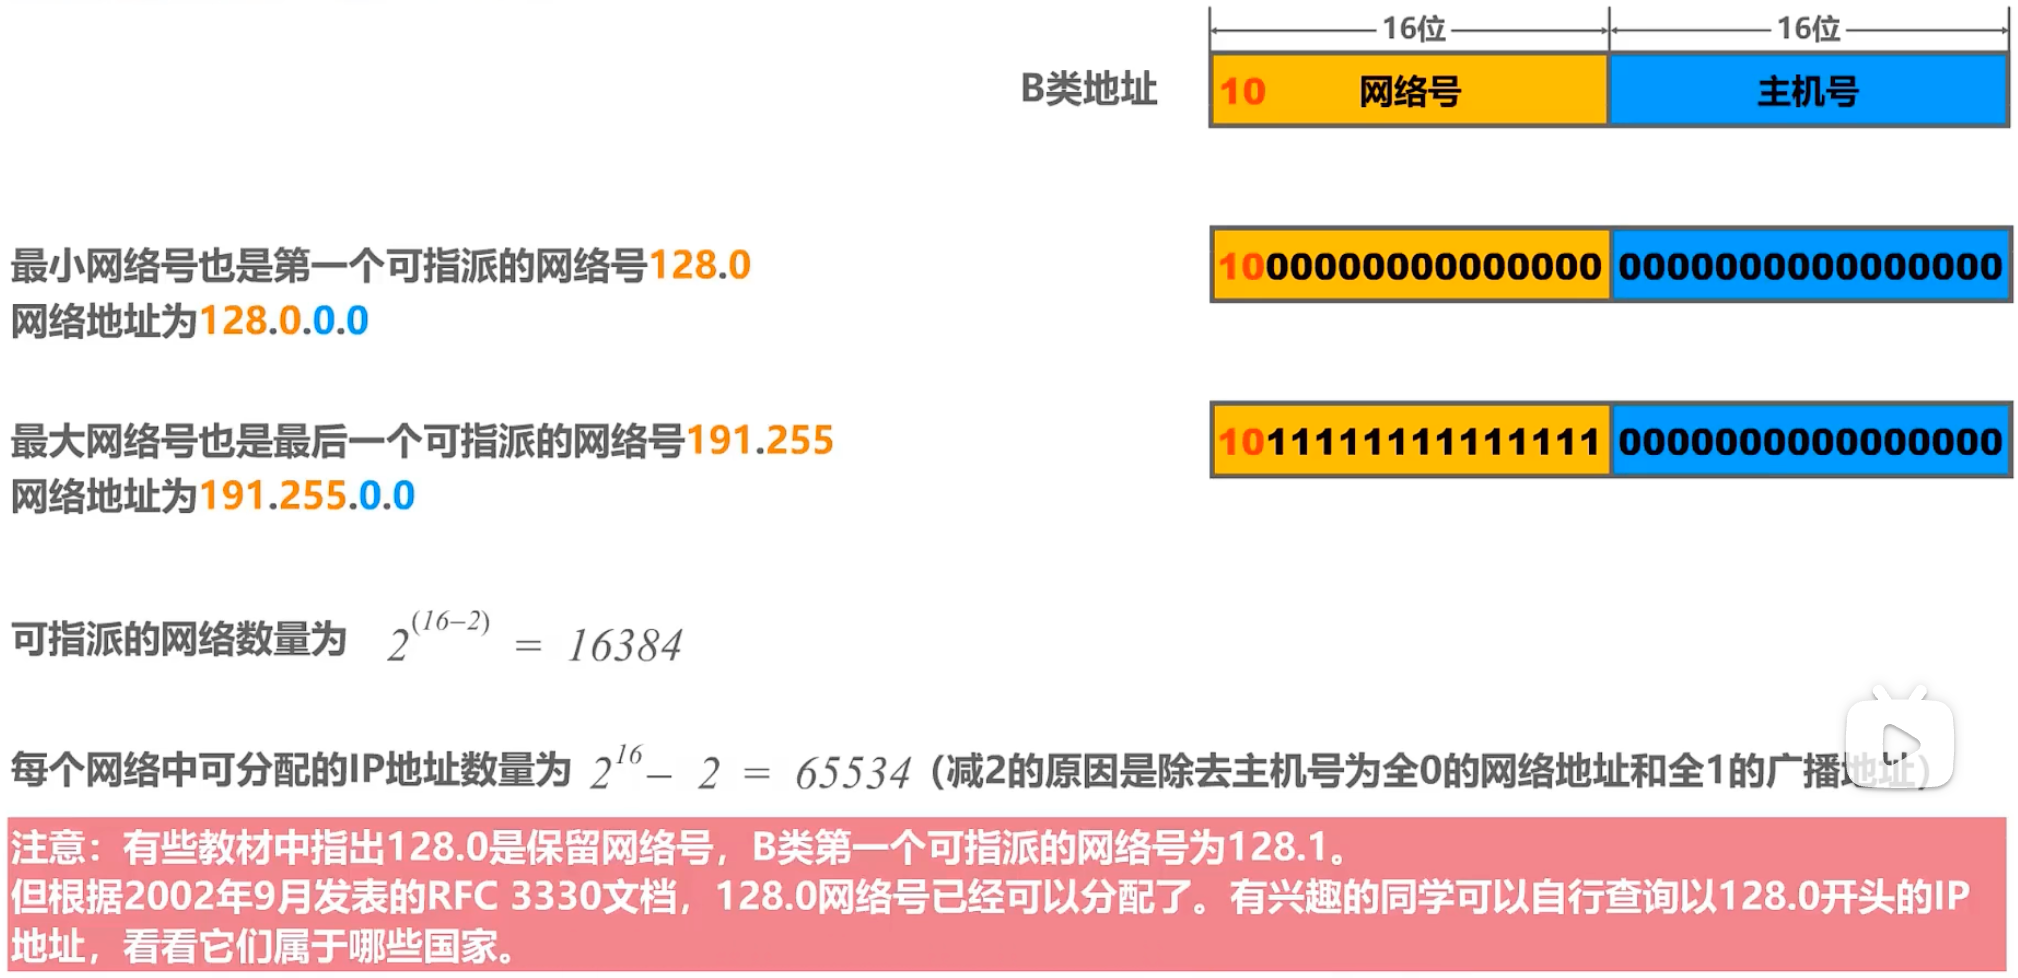 16位 16位
B类地址 10 网络号 主机号
最小网络号也是第一个可指派的网络号128.0
网络地址为128.0.0.0
1000000000000000 0000000000000000
最大网络号也是最后一个可指派的网络号191.255
网络地址为191.255.0.0
1011111111111111 0000000000000000
可指派的网络数量为 2^(16–2) = 16384
每个网络中可分配的IP地址数量为 2^16 – 2 = 65534 (减2的原因是除去主机号为全0的网络地址和全1的广播地址)
注意：有些教材中指出128.0是保留网络号，B类第一个可指派的网络号为128.1。
但根据2002年9月发表的RFC 3330文档，128.0网络号已经可以分配了。有兴趣的同学可以自行查询以128.0开头的IP
地址，看看它们属于哪些国家。